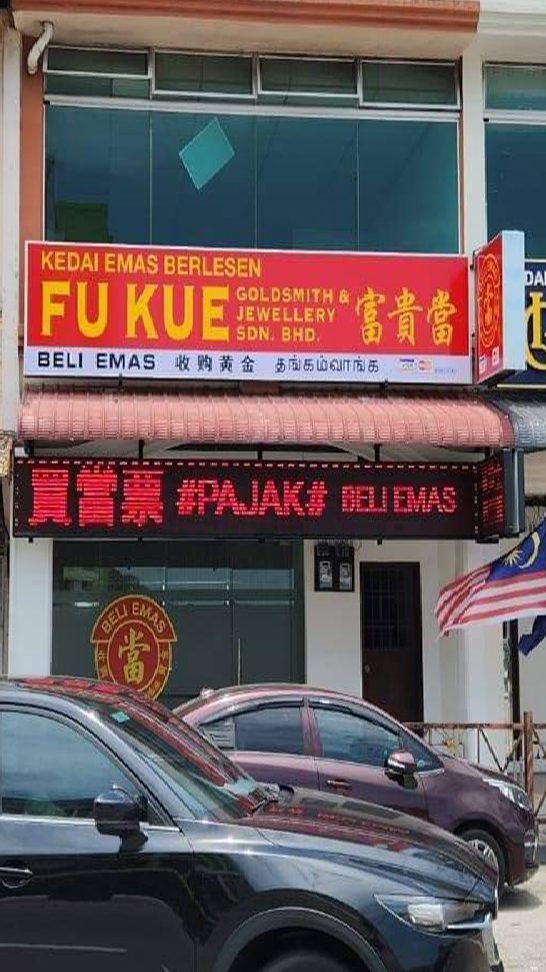 KEDAI EMAS BERLESEN
FU KUE
GOLDSMITH &
JEWELLERY
SDN. BHD.
富貴當
BELI EMAS 收购黄金 தங்கம்வாங்க
當
買當票 #PAJAK# BELI EMAS
BELI EMAS
當